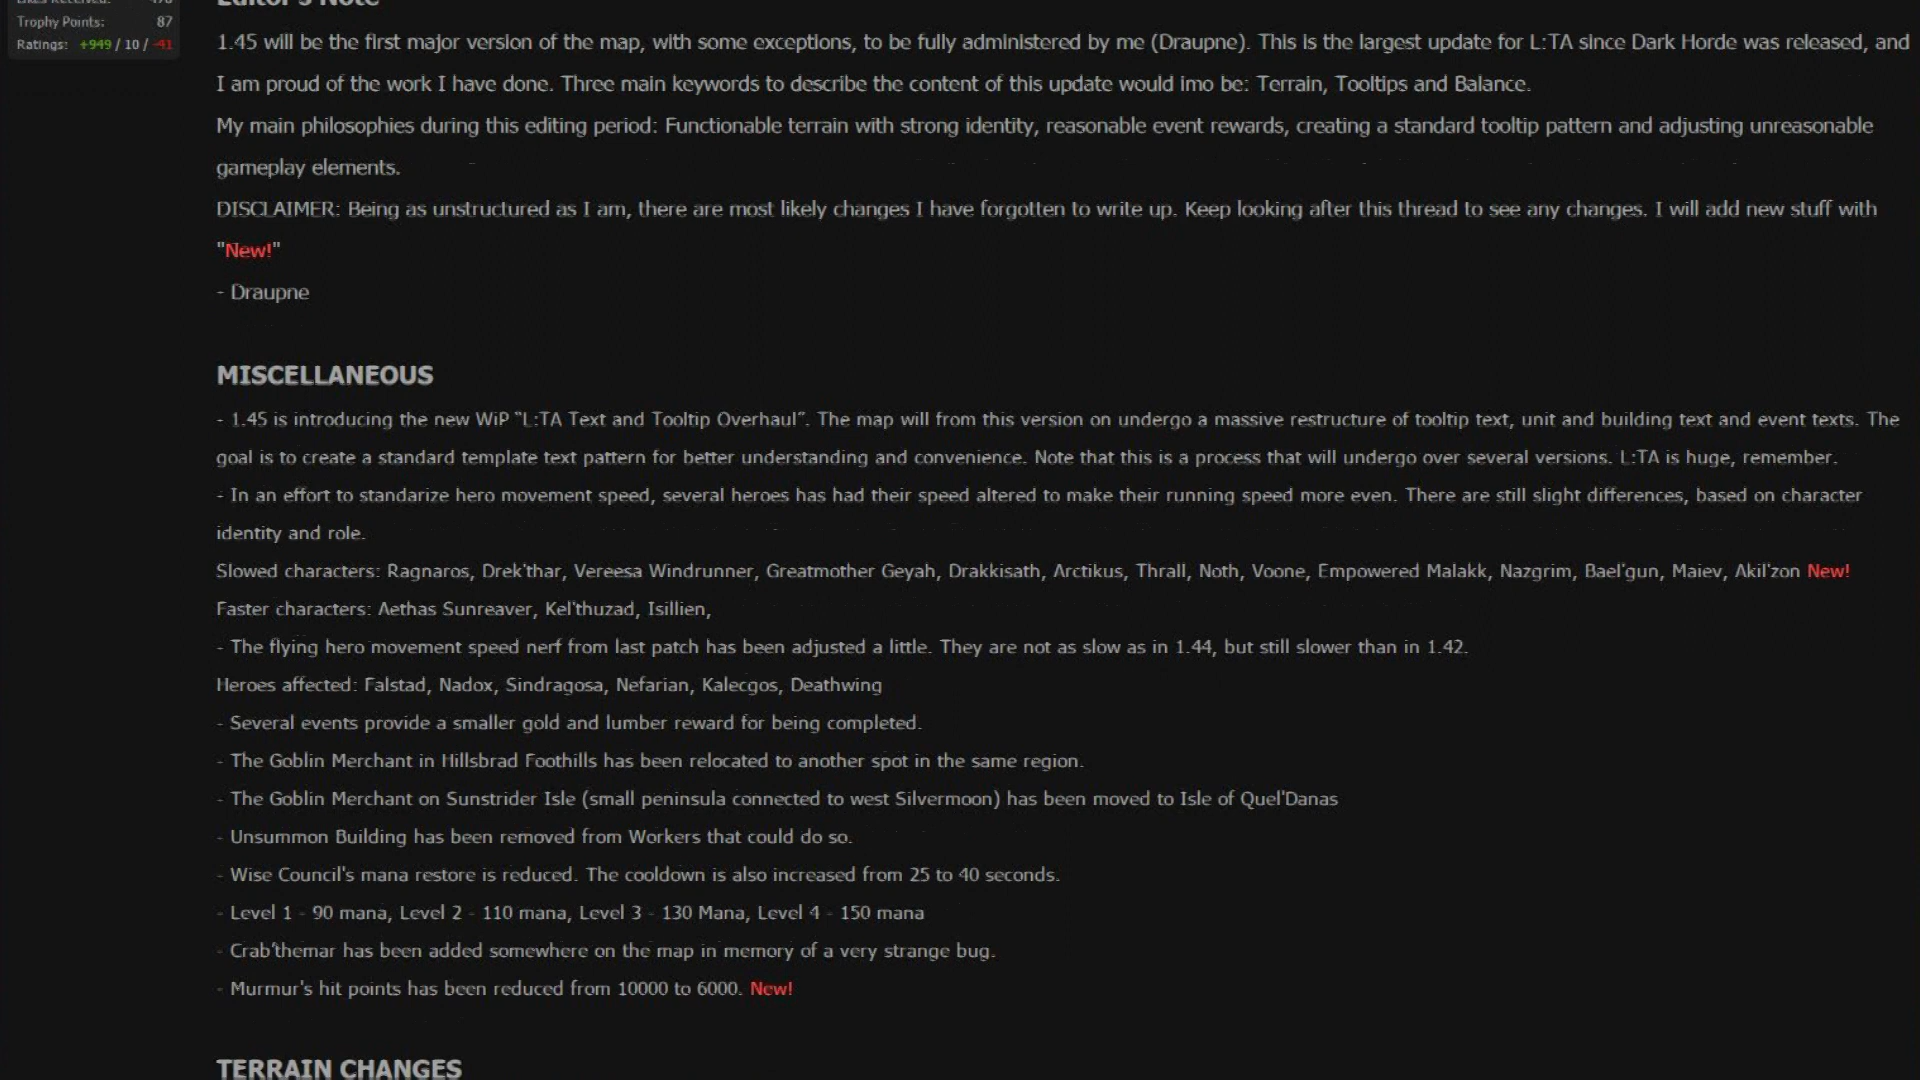 Likes Received: 478
Trophy Points: 87
Ratings: +949 / 10 / -41
Editor's Note
1.45 will be the first major version of the map, with some exceptions, to be fully administered by me (Draupne). This is the largest update for L:TA since Dark Horde was released, and
I am proud of the work I have done. Three main keywords to describe the content of this update would imo be: Terrain, Tooltips and Balance.
My main philosophies during this editing period: Functionable terrain with strong identity, reasonable event rewards, creating a standard tooltip pattern and adjusting unreasonable
gameplay elements.
DISCLAIMER: Being as unstructured as I am, there are most likely changes I have forgotten to write up. Keep looking after this thread to see any changes. I will add new stuff with
"New!"
- Draupne
MISCELLANEOUS
- 1.45 is introducing the new WiP “L:TA Text and Tooltip Overhaul”. The map will from this version on undergo a massive restructure of tooltip text, unit and building text and event texts. The
goal is to create a standard template text pattern for better understanding and convenience. Note that this is a process that will undergo over several versions. L:TA is huge, remember.
- In an effort to standarize hero movement speed, several heroes has had their speed altered to make their running speed more even. There are still slight differences, based on character
identity and role.
Slowed characters: Ragnaros, Drek'thar, Vereesa Windrunner, Greatmother Geyah, Drakkisath, Arctikus, Thrall, Noth, Voone, Empowered Malakk, Nazgrim, Bael'gun, Maiev, Akil'zon New!
Faster characters: Aethas Sunreaver, Kel'thuzad, Isillien,
- The flying hero movement speed nerf from last patch has been adjusted a little. They are not as slow as in 1.44, but still slower than in 1.42.
Heroes affected: Falstad, Nadox, Sindragosa, Nefarian, Kalecgos, Deathwing
- Several events provide a smaller gold and lumber reward for being completed.
- The Goblin Merchant in Hillsbrad Foothills has been relocated to another spot in the same region.
- The Goblin Merchant on Sunstrider Isle (small peninsula connected to west Silvermoon) has been moved to Isle of Quel'Danas
- Unsummon Building has been removed from Workers that could do so.
- Wise Council's mana restore is reduced. The cooldown is also increased from 25 to 40 seconds.
- Level 1 - 90 mana, Level 2 - 110 mana, Level 3 - 130 Mana, Level 4 - 150 mana
- Crab'themar has been added somewhere on the map in memory of a very strange bug.
- Murmur's hit points has been reduced from 10000 to 6000. New!
TERRAIN CHANGES